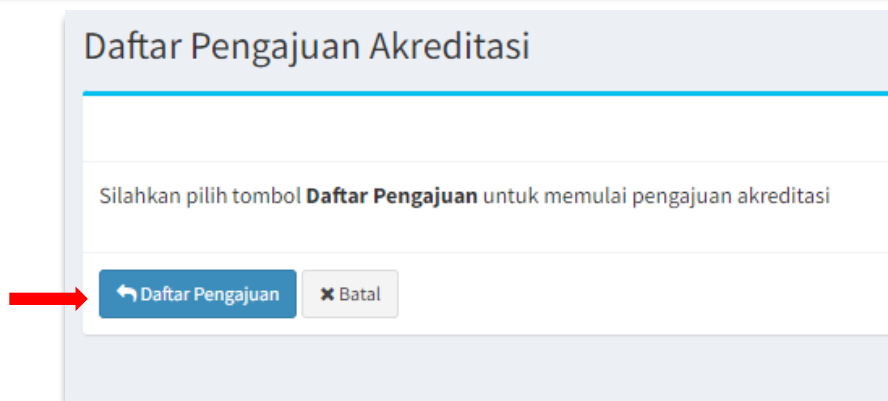 Daftar Pengajuan Akreditasi
Silahkan pilih tombol Daftar Pengajuan untuk memulai pengajuan akreditasi
Daftar Pengajuan
Batal